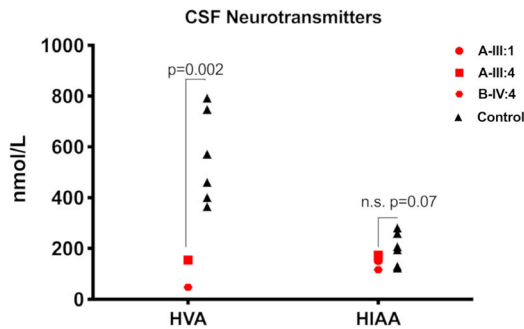 CSF Neurotransmitters
nmol/L
1000
800
600
400
200
0
p=0.002
n.s. p=0.07
HVA
HIAA
A-III:1
A-III:4
B-IV:4
Control